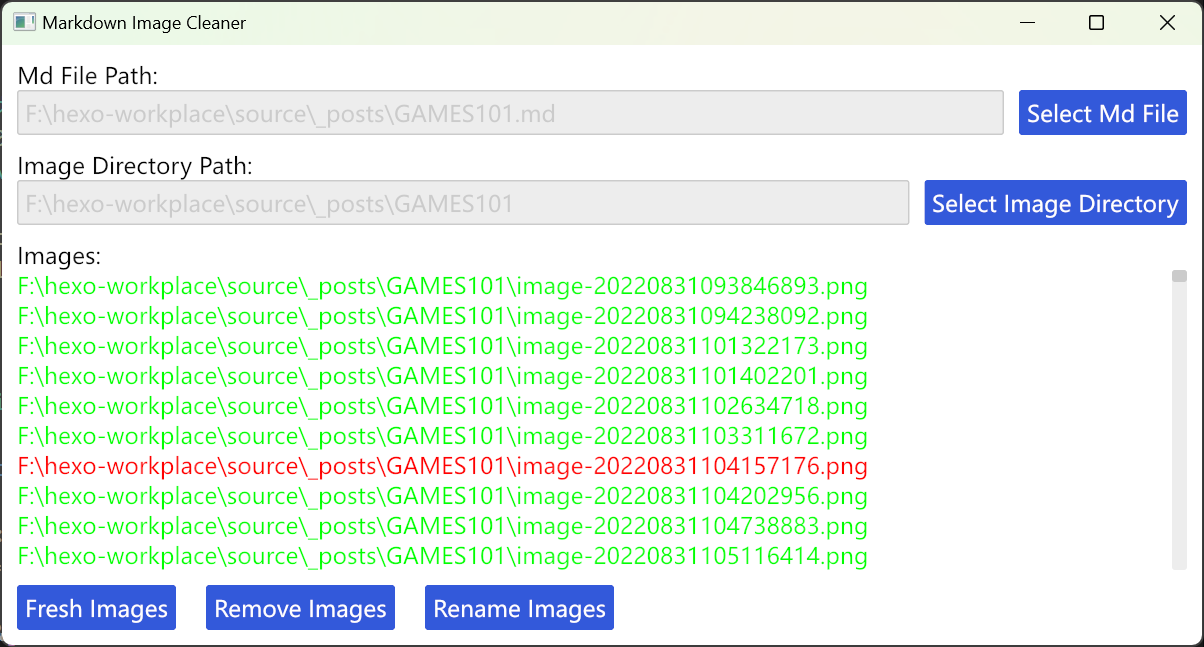 Markdown Image Cleaner
Md File Path:
F:\hexo-workplace\source\_posts\GAMES101.md
Select Md File
Image Directory Path:
F:\hexo-workplace\source\_posts\GAMES101
Select Image Directory
Images:
F:\hexo-workplace\source\_posts\GAMES101\image-20220831093846893.png
F:\hexo-workplace\source\_posts\GAMES101\image-20220831094238092.png
F:\hexo-workplace\source\_posts\GAMES101\image-20220831101322173.png
F:\hexo-workplace\source\_posts\GAMES101\image-20220831101402201.png
F:\hexo-workplace\source\_posts\GAMES101\image-20220831102634718.png
F:\hexo-workplace\source\_posts\GAMES101\image-20220831103311672.png
F:\hexo-workplace\source\_posts\GAMES101\image-20220831104157176.png
F:\hexo-workplace\source\_posts\GAMES101\image-20220831104202956.png
F:\hexo-workplace\source\_posts\GAMES101\image-20220831104738883.png
F:\hexo-workplace\source\_posts\GAMES101\image-20220831105116414.png
Fresh Images
Remove Images
Rename Images